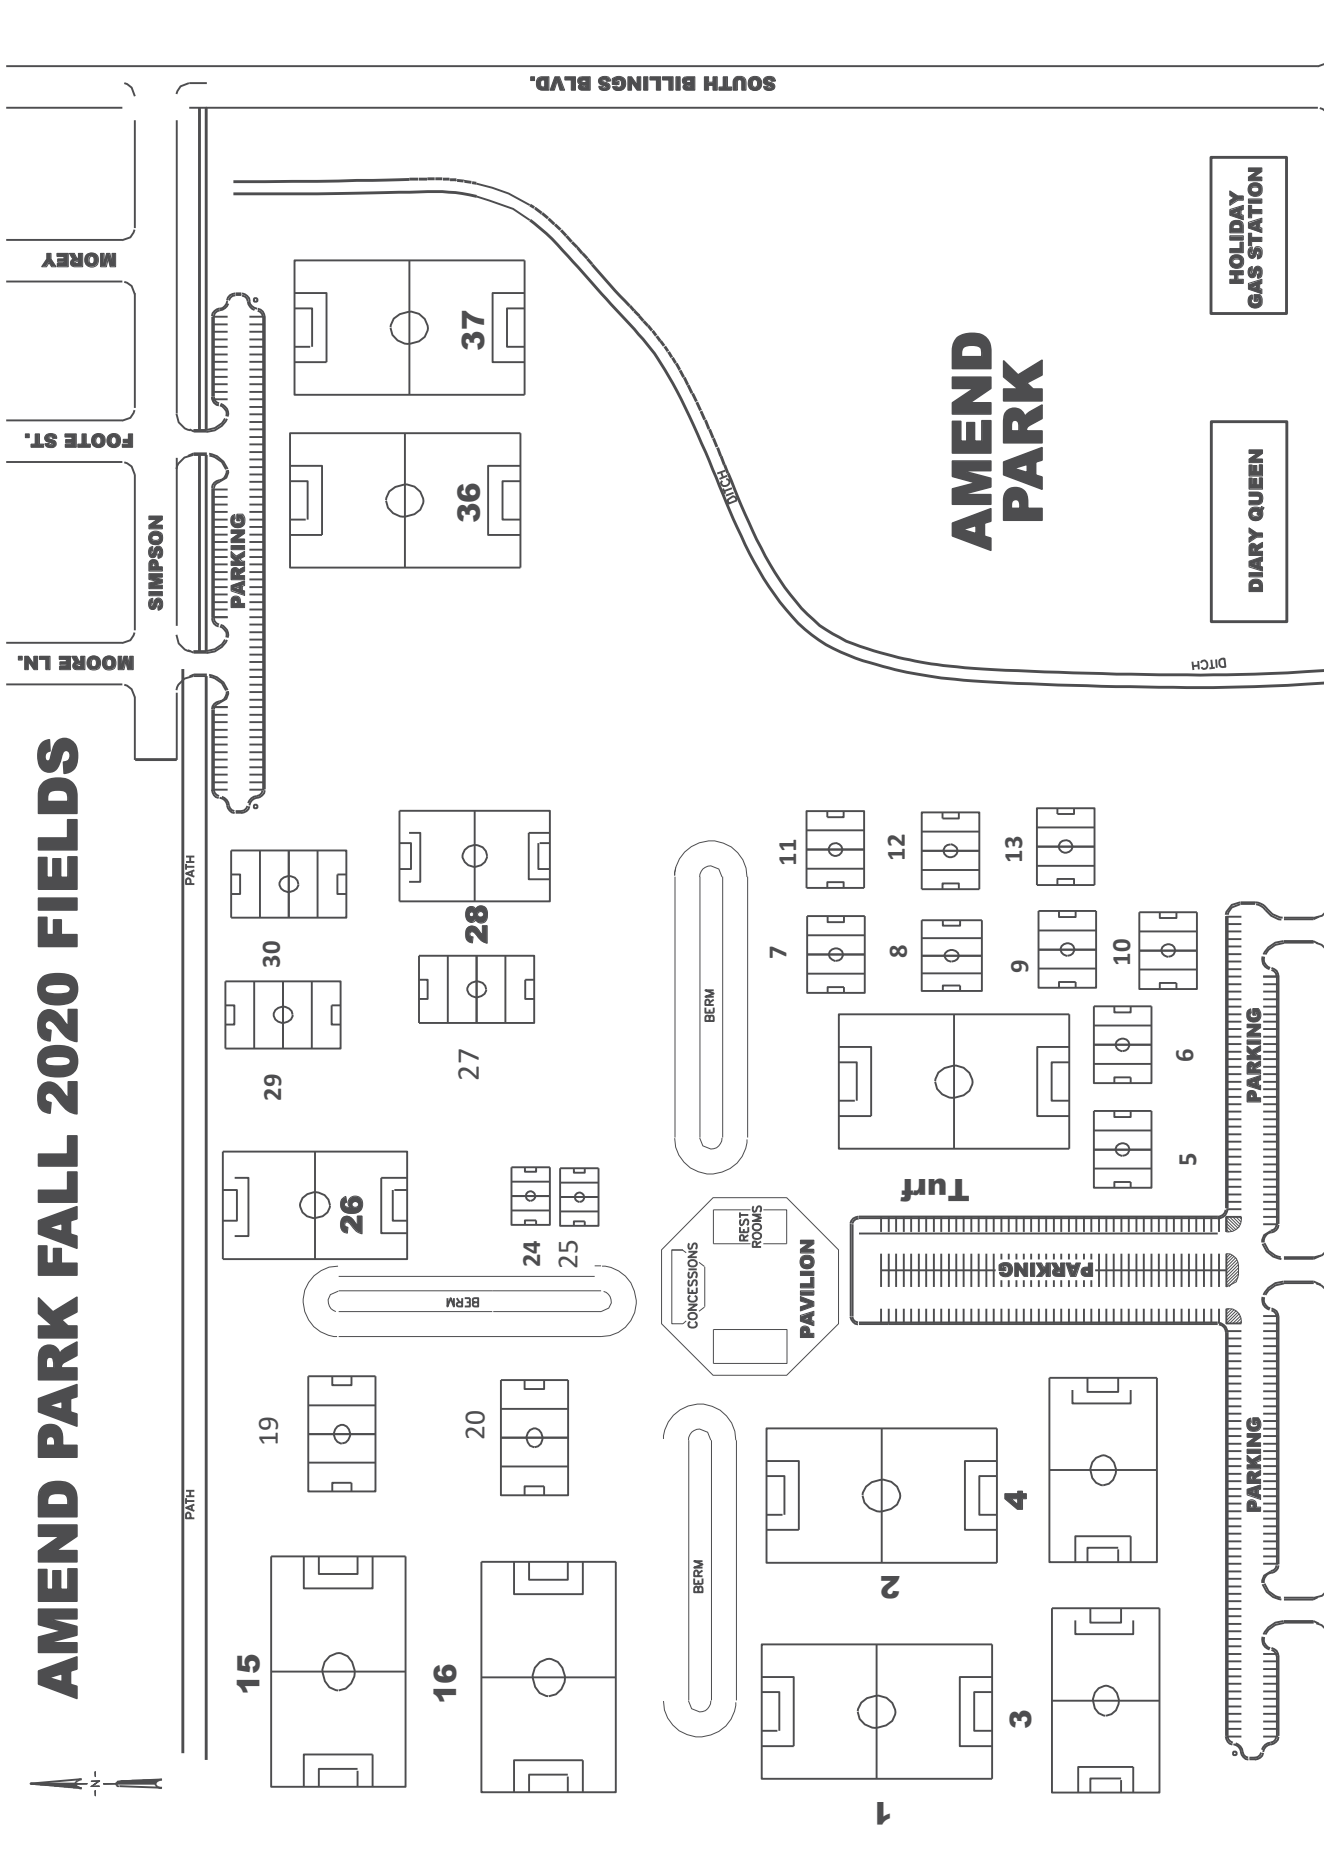 AMEND PARK FALL 2020 FIELDS
SOUTH BILLINGS BLVD.
MOREY
FOOTE ST.
MOORE LN.
SIMPSON
PARKING
PATH
PATH
N
37
36
DITCH
DITCH
AMEND
PARK
HOLIDAY
GAS STATION
DIARY QUEEN
30
29
28
27
26
24
25
BERM
19
20
15
16
BERM
BERM
CONCESSIONS
REST
ROOMS
PAVILION
Turf
11
12
13
7
8
9
10
6
5
PARKING
PARKING
PARKING
2
4
1
3